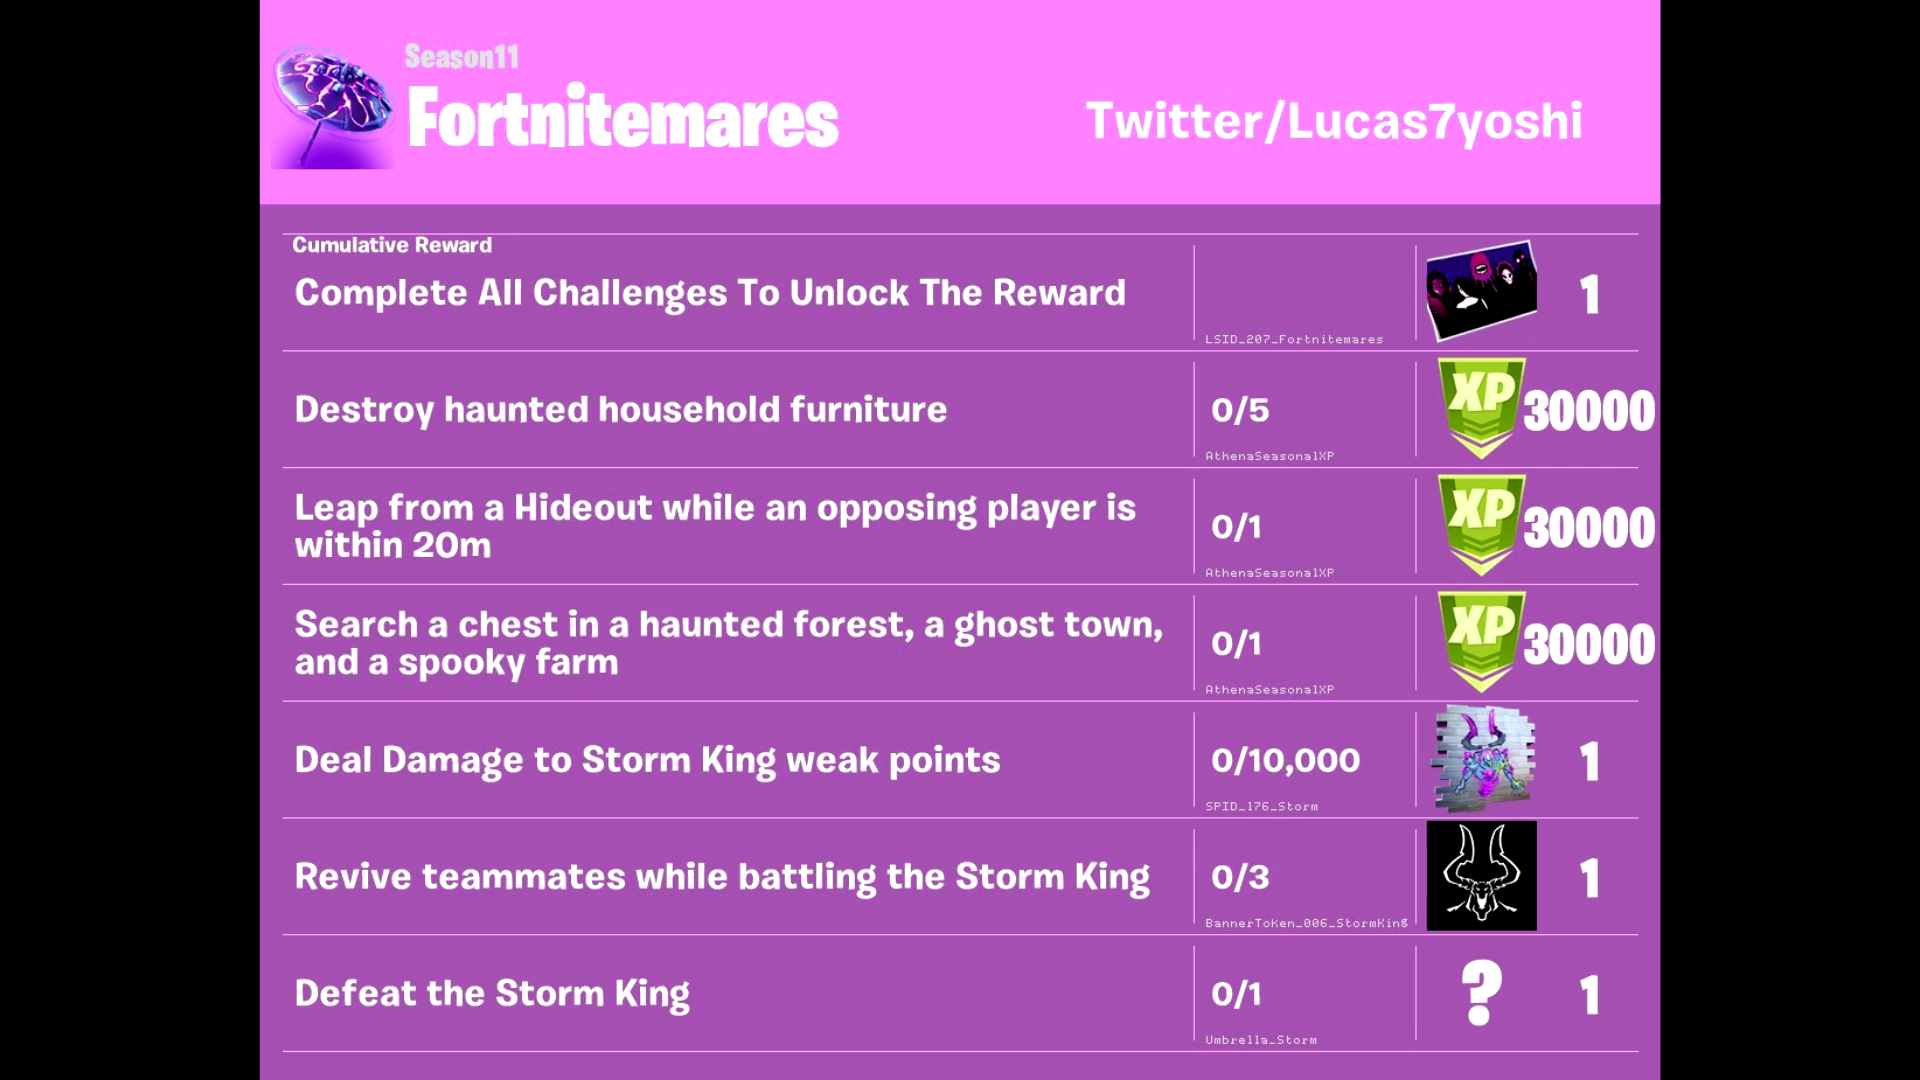 Season11
Fortnitemares
Twitter/Lucas7yoshi
Cumulative Reward
Complete All Challenges To Unlock The Reward
LSID_207_Fortnitemares
1
Destroy haunted household furniture
0/5
AthenaSeasonalXP
XP
30000
Leap from a Hideout while an opposing player is
within 20m
0/1
AthenaSeasonalXP
XP
30000
Search a chest in a haunted forest, a ghost town,
and a spooky farm
0/1
AthenaSeasonalXP
XP
30000
Deal Damage to Storm King weak points
0/10,000
SPID_176_Storm
1
Revive teammates while battling the Storm King
0/3
BannerToken_006_StormKing
1
Defeat the Storm King
0/1
Umbrella_Storm
?
1